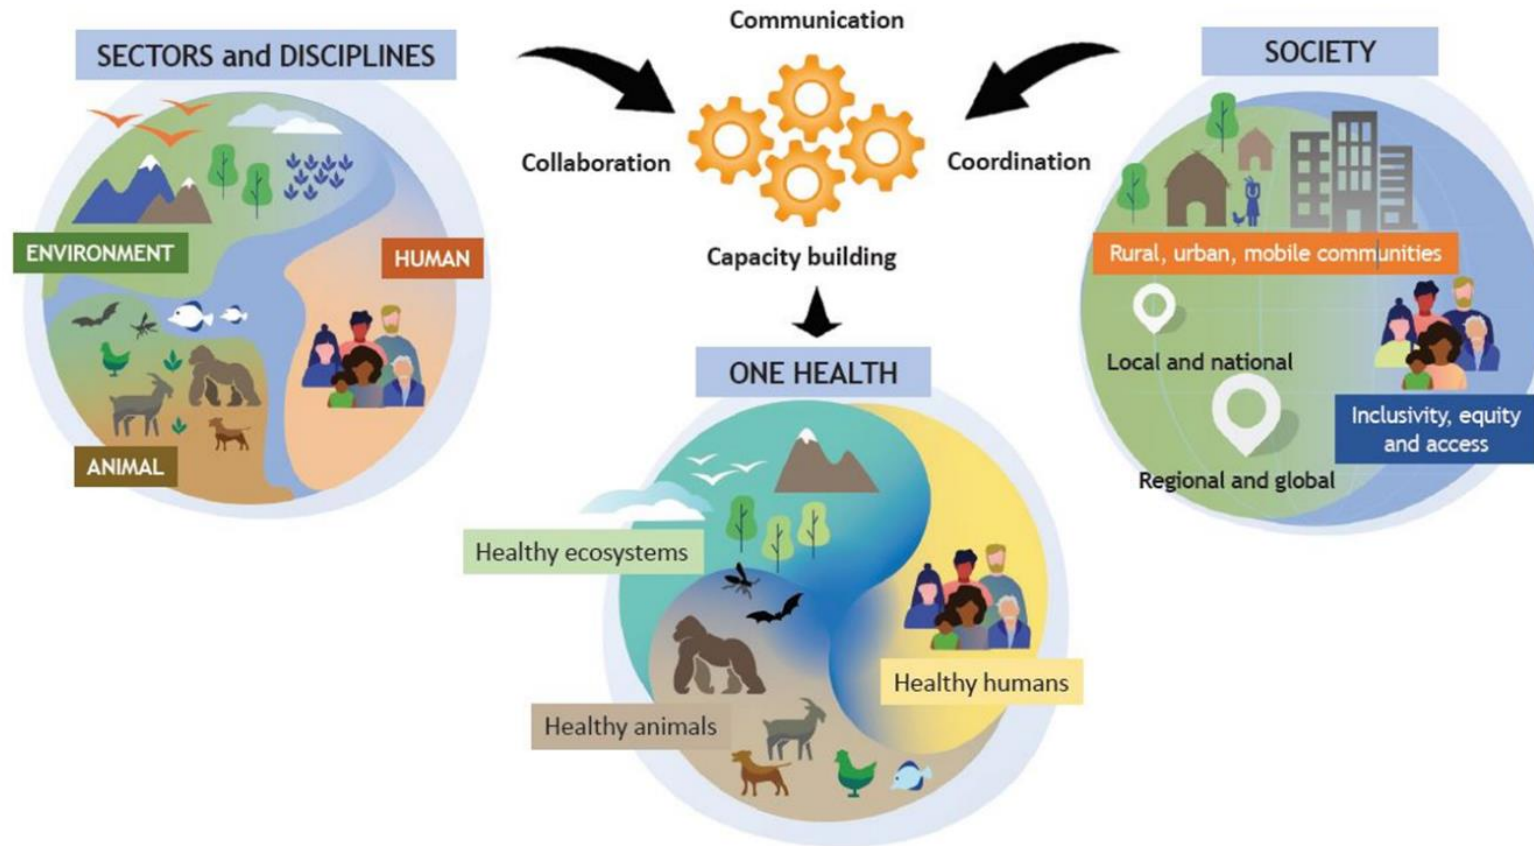 Communication
SECTORS and DISCIPLINES
SOCIETY
Collaboration
Coordination
ENVIRONMENT
HUMAN
Capacity building
Rural, urban, mobile communities
Local and national
ONE HEALTH
Inclusivity, equity
and access
ANIMAL
Regional and global
Healthy ecosystems
Healthy humans
Healthy animals